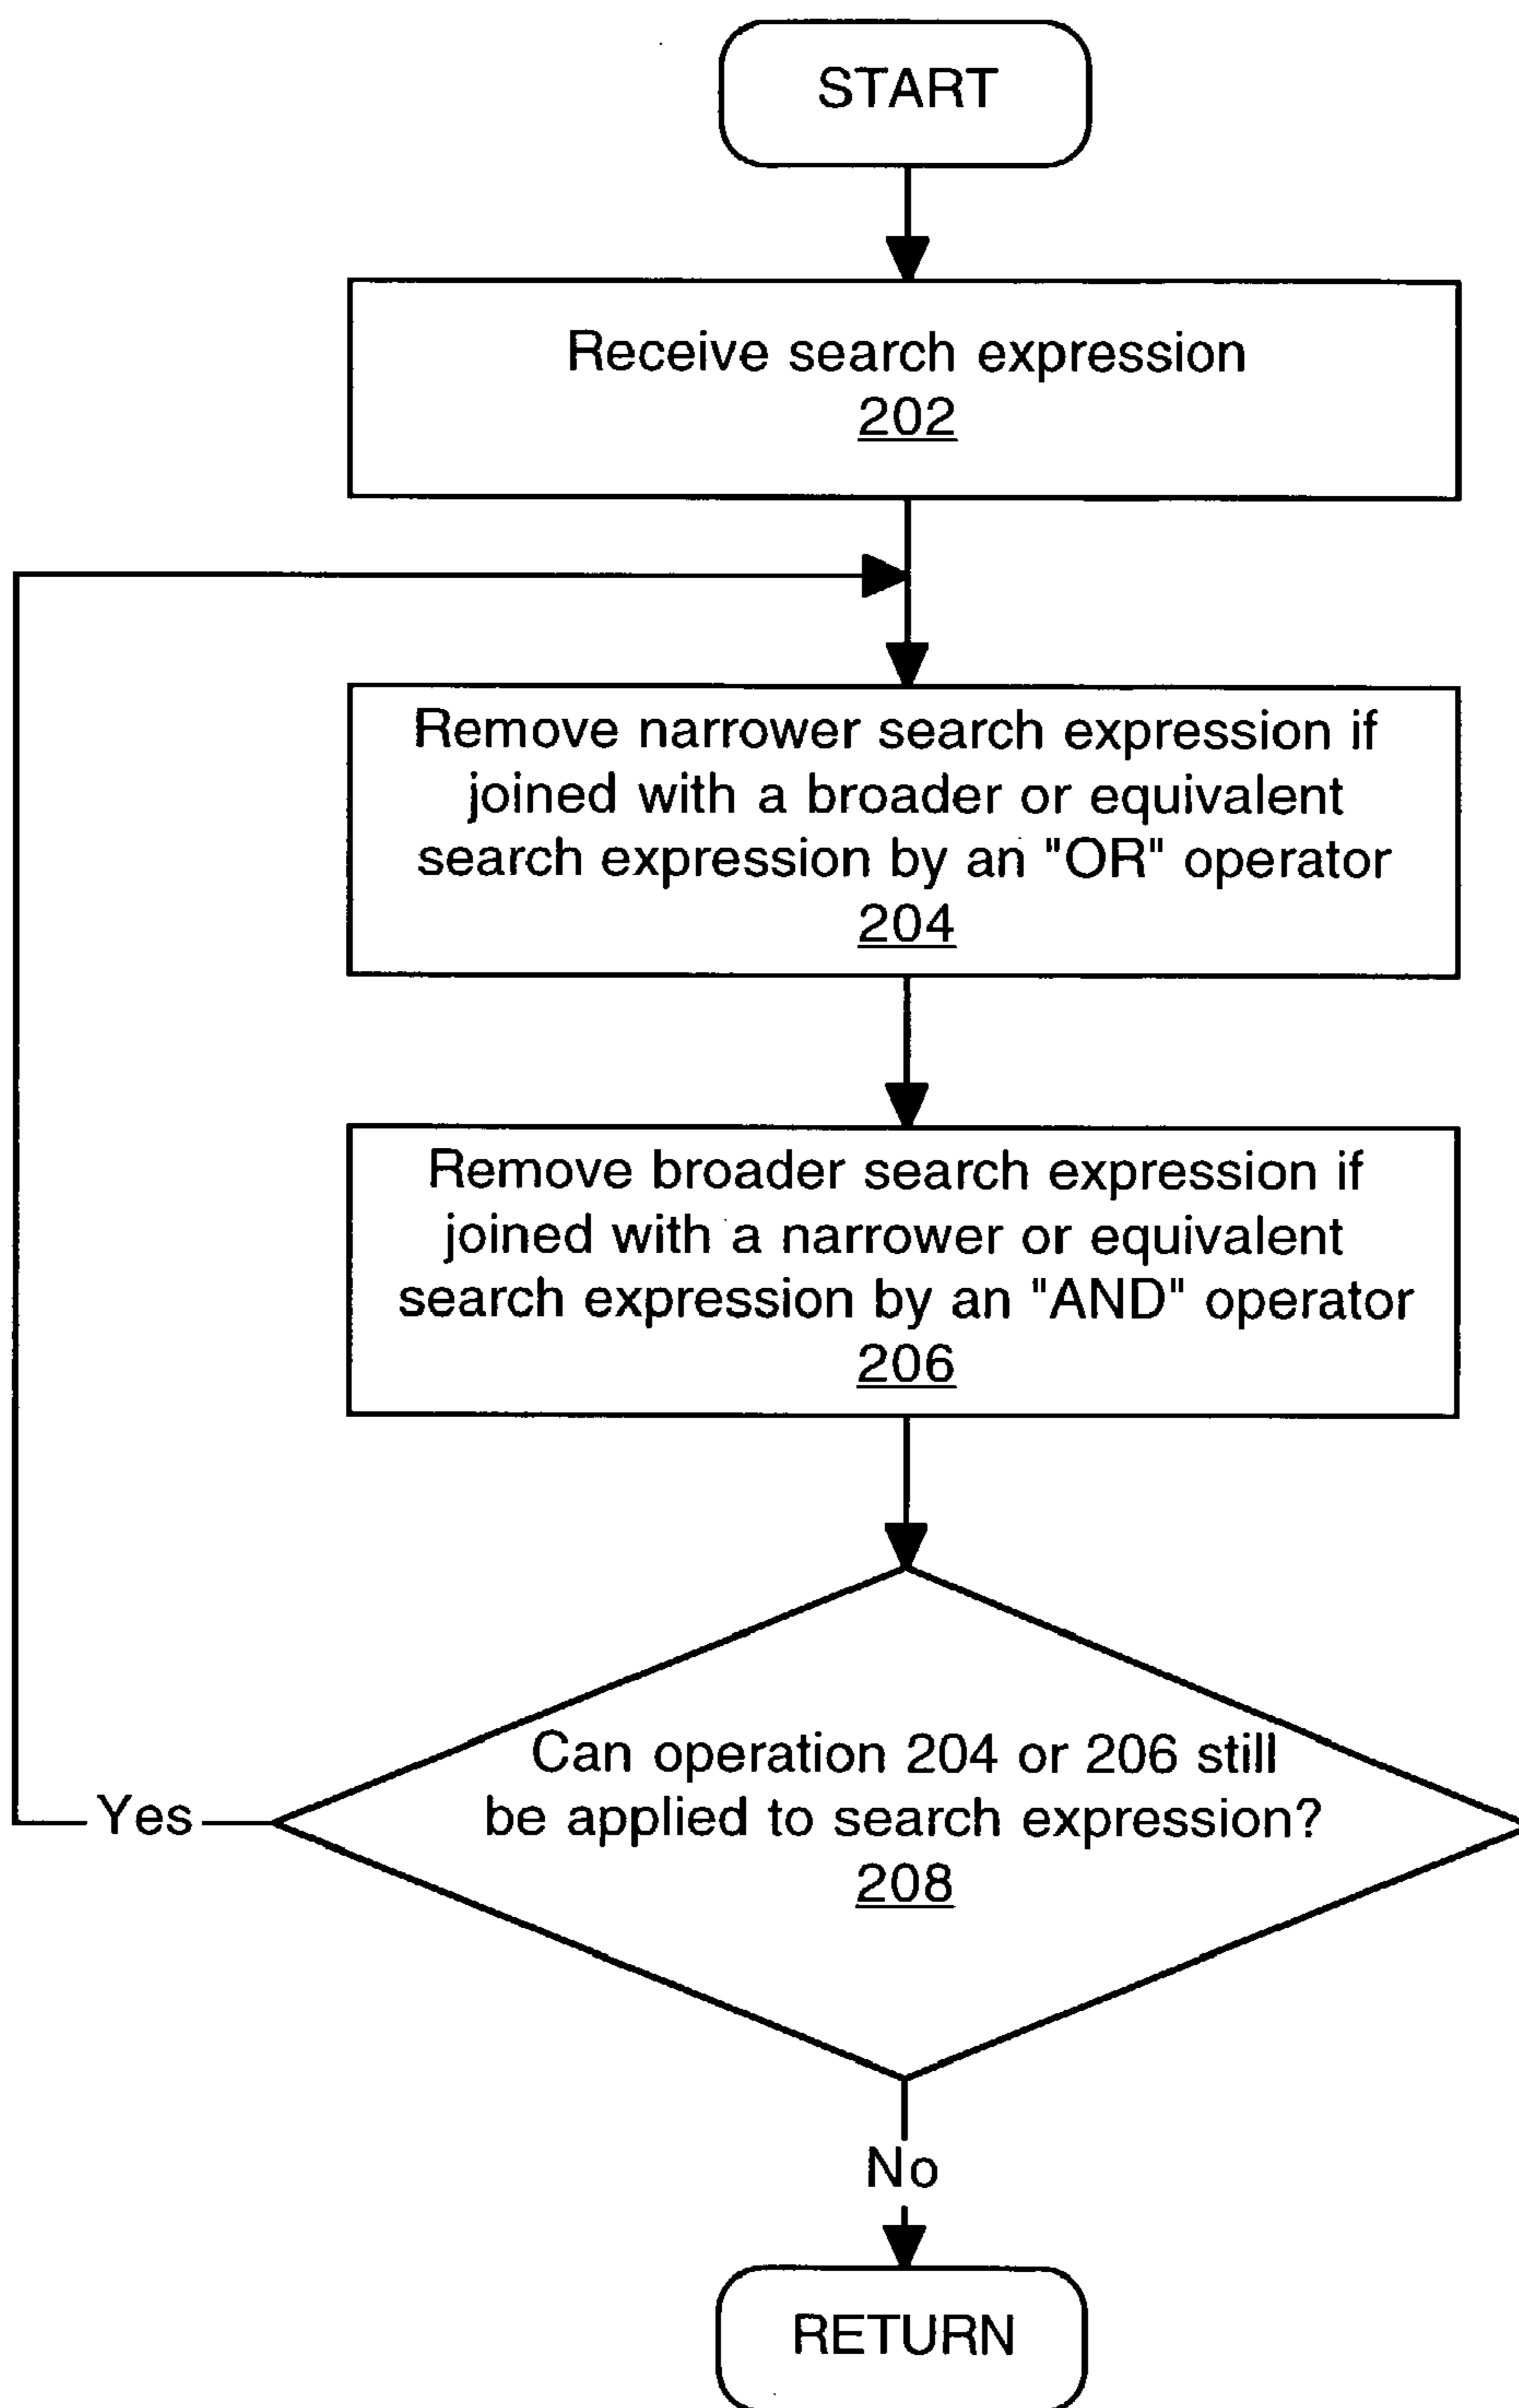 START
Receive search expression
202
Remove narrower search expression if
joined with a broader or equivalent
search expression by an "OR" operator
204
Remove broader search expression if
joined with a narrower or equivalent
search expression by an "AND" operator
206
Can operation 204 or 206 still
be applied to search expression?
208
Yes
No
RETURN